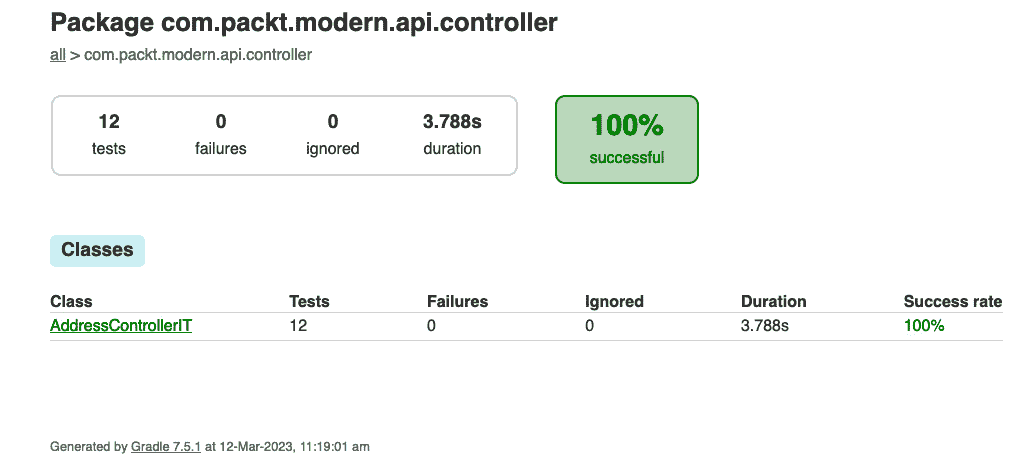 Package com.packt.modern.api.controller
all > com.packt.modern.api.controller
12 0 0 3.788s 100%
tests failures ignored duration successful
Classes
Class Tests Failures Ignored Duration Success rate
AddressControllerIT 12 0 0 3.788s 100%
Generated by Gradle 7.5.1 at 12-Mar-2023, 11:19:01 am